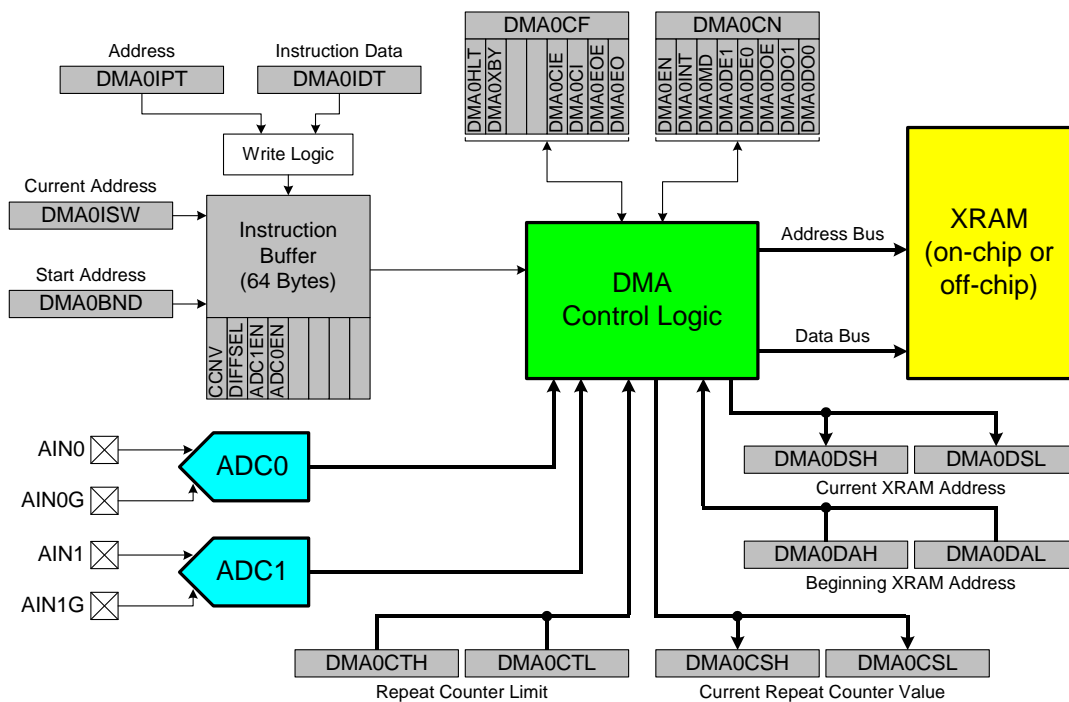 Address
Instruction Data
DMA0IPT
DMA0IDT
Write Logic
Current Address
DMA0ISW
Start Address
DMA0BND
Instruction
Buffer
(64 Bytes)
CCNV
DIFFSEL
ADC1EN
ADC0EN
DMA0CF
DMA0HLT
DMA0XBY
DMA0CIE
DMA0CI
DMA0EOE
DMA0EO
DMA0CN
DMA0EN
DMA0INT
DMA0MD
DMA0DE1
DMA0DE0
DMA0DOE
DMA0DO1
DMA0DO0
DMA
Control Logic
Address Bus
Data Bus
XRAM
(on-chip or
off-chip)
AIN0
AIN0G
ADC0
AIN1
AIN1G
ADC1
DMA0DSH
DMA0DSL
Current XRAM Address
DMA0DAH
DMA0DAL
Beginning XRAM Address
DMA0CTH
DMA0CTL
Repeat Counter Limit
DMA0CSH
DMA0CSL
Current Repeat Counter Value